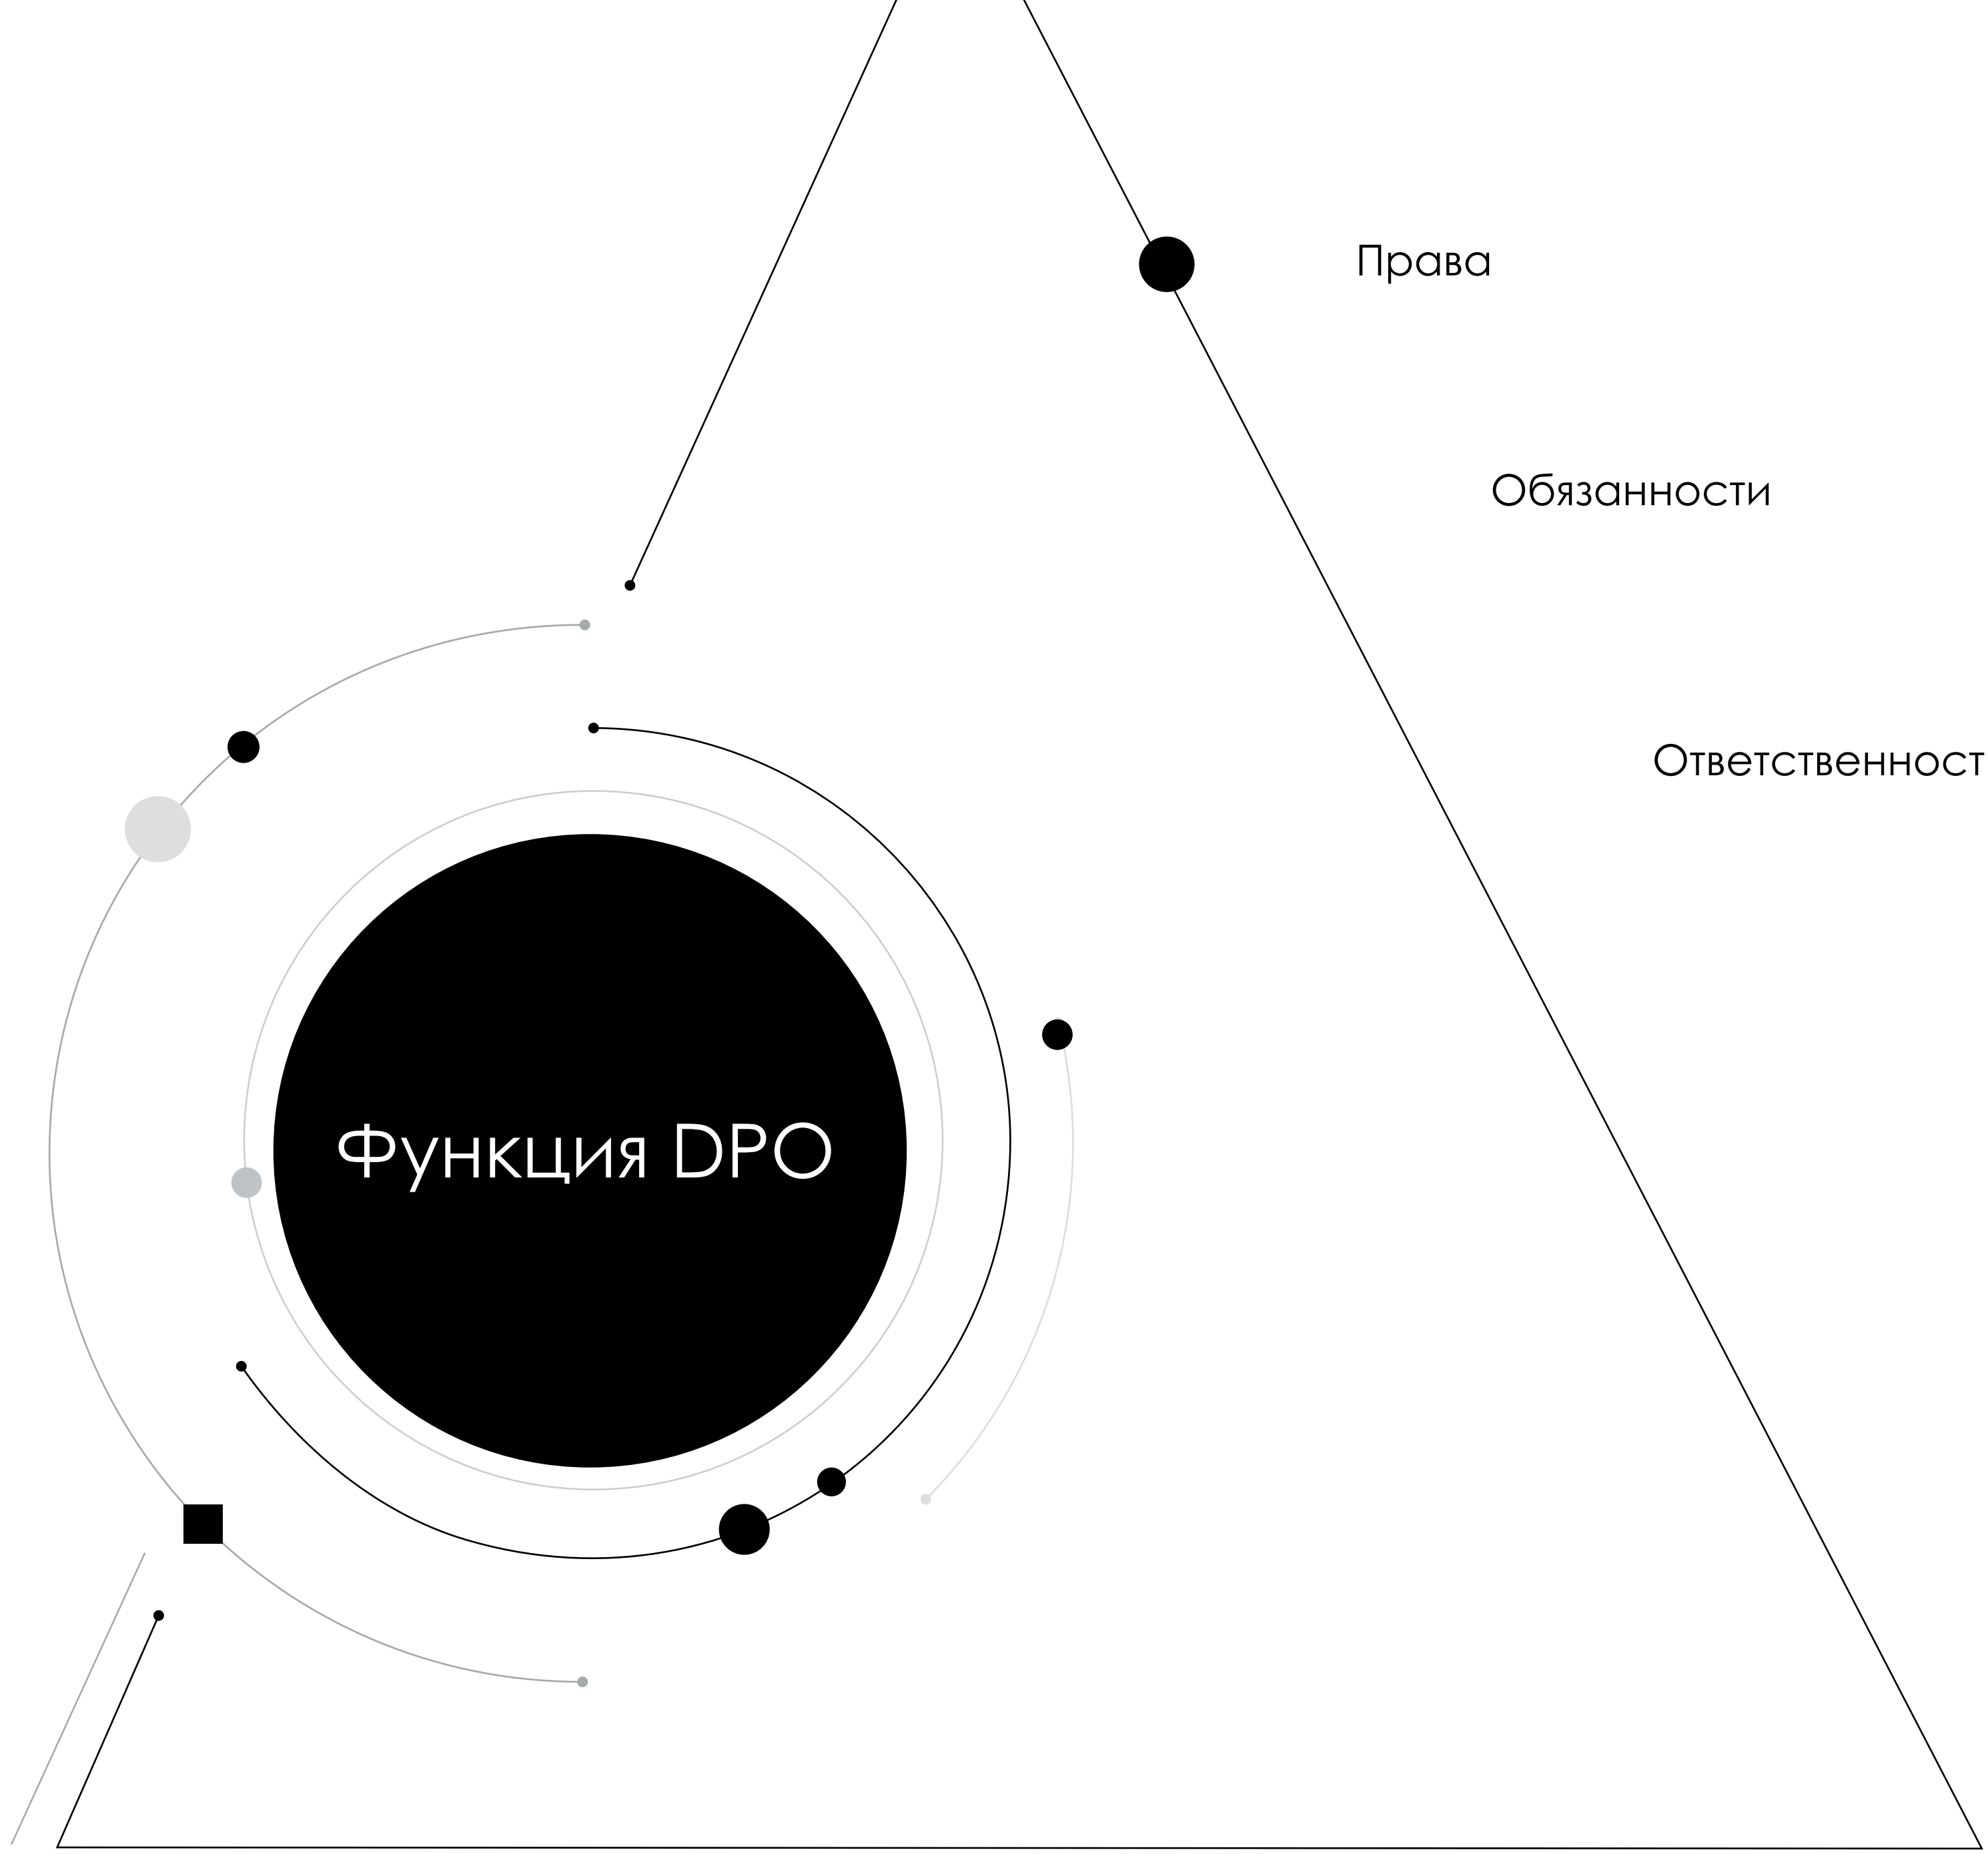 Права
Обязанности
Ответственност
Функция DPO